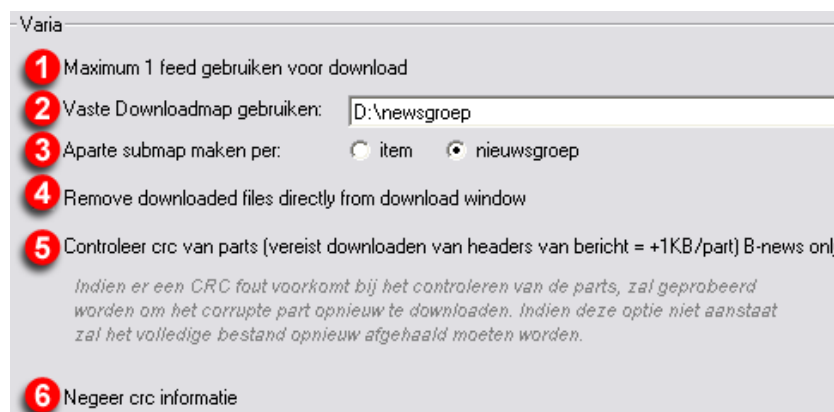 Varia
1 Maximum 1 feed gebruiken voor download
2 Vaste Downloadmap gebruiken: D:\newsgroep
3 Aparte submap maken per: item nieuwsgroep
4 Remove downloaded files directly from download window
5 Controleer crc van parts (vereist downloaden van headers van bericht = +1KB/part) B-news onl
Indien er een CRC fout voorkomt bij het controleren van de parts, zal geprobeerd
worden om het corrupte part opnieuw te downloaden. Indien deze optie niet aanstaat
zal het volledige bestand opnieuw afgehaald moeten worden.
6 Negeer crc informatie